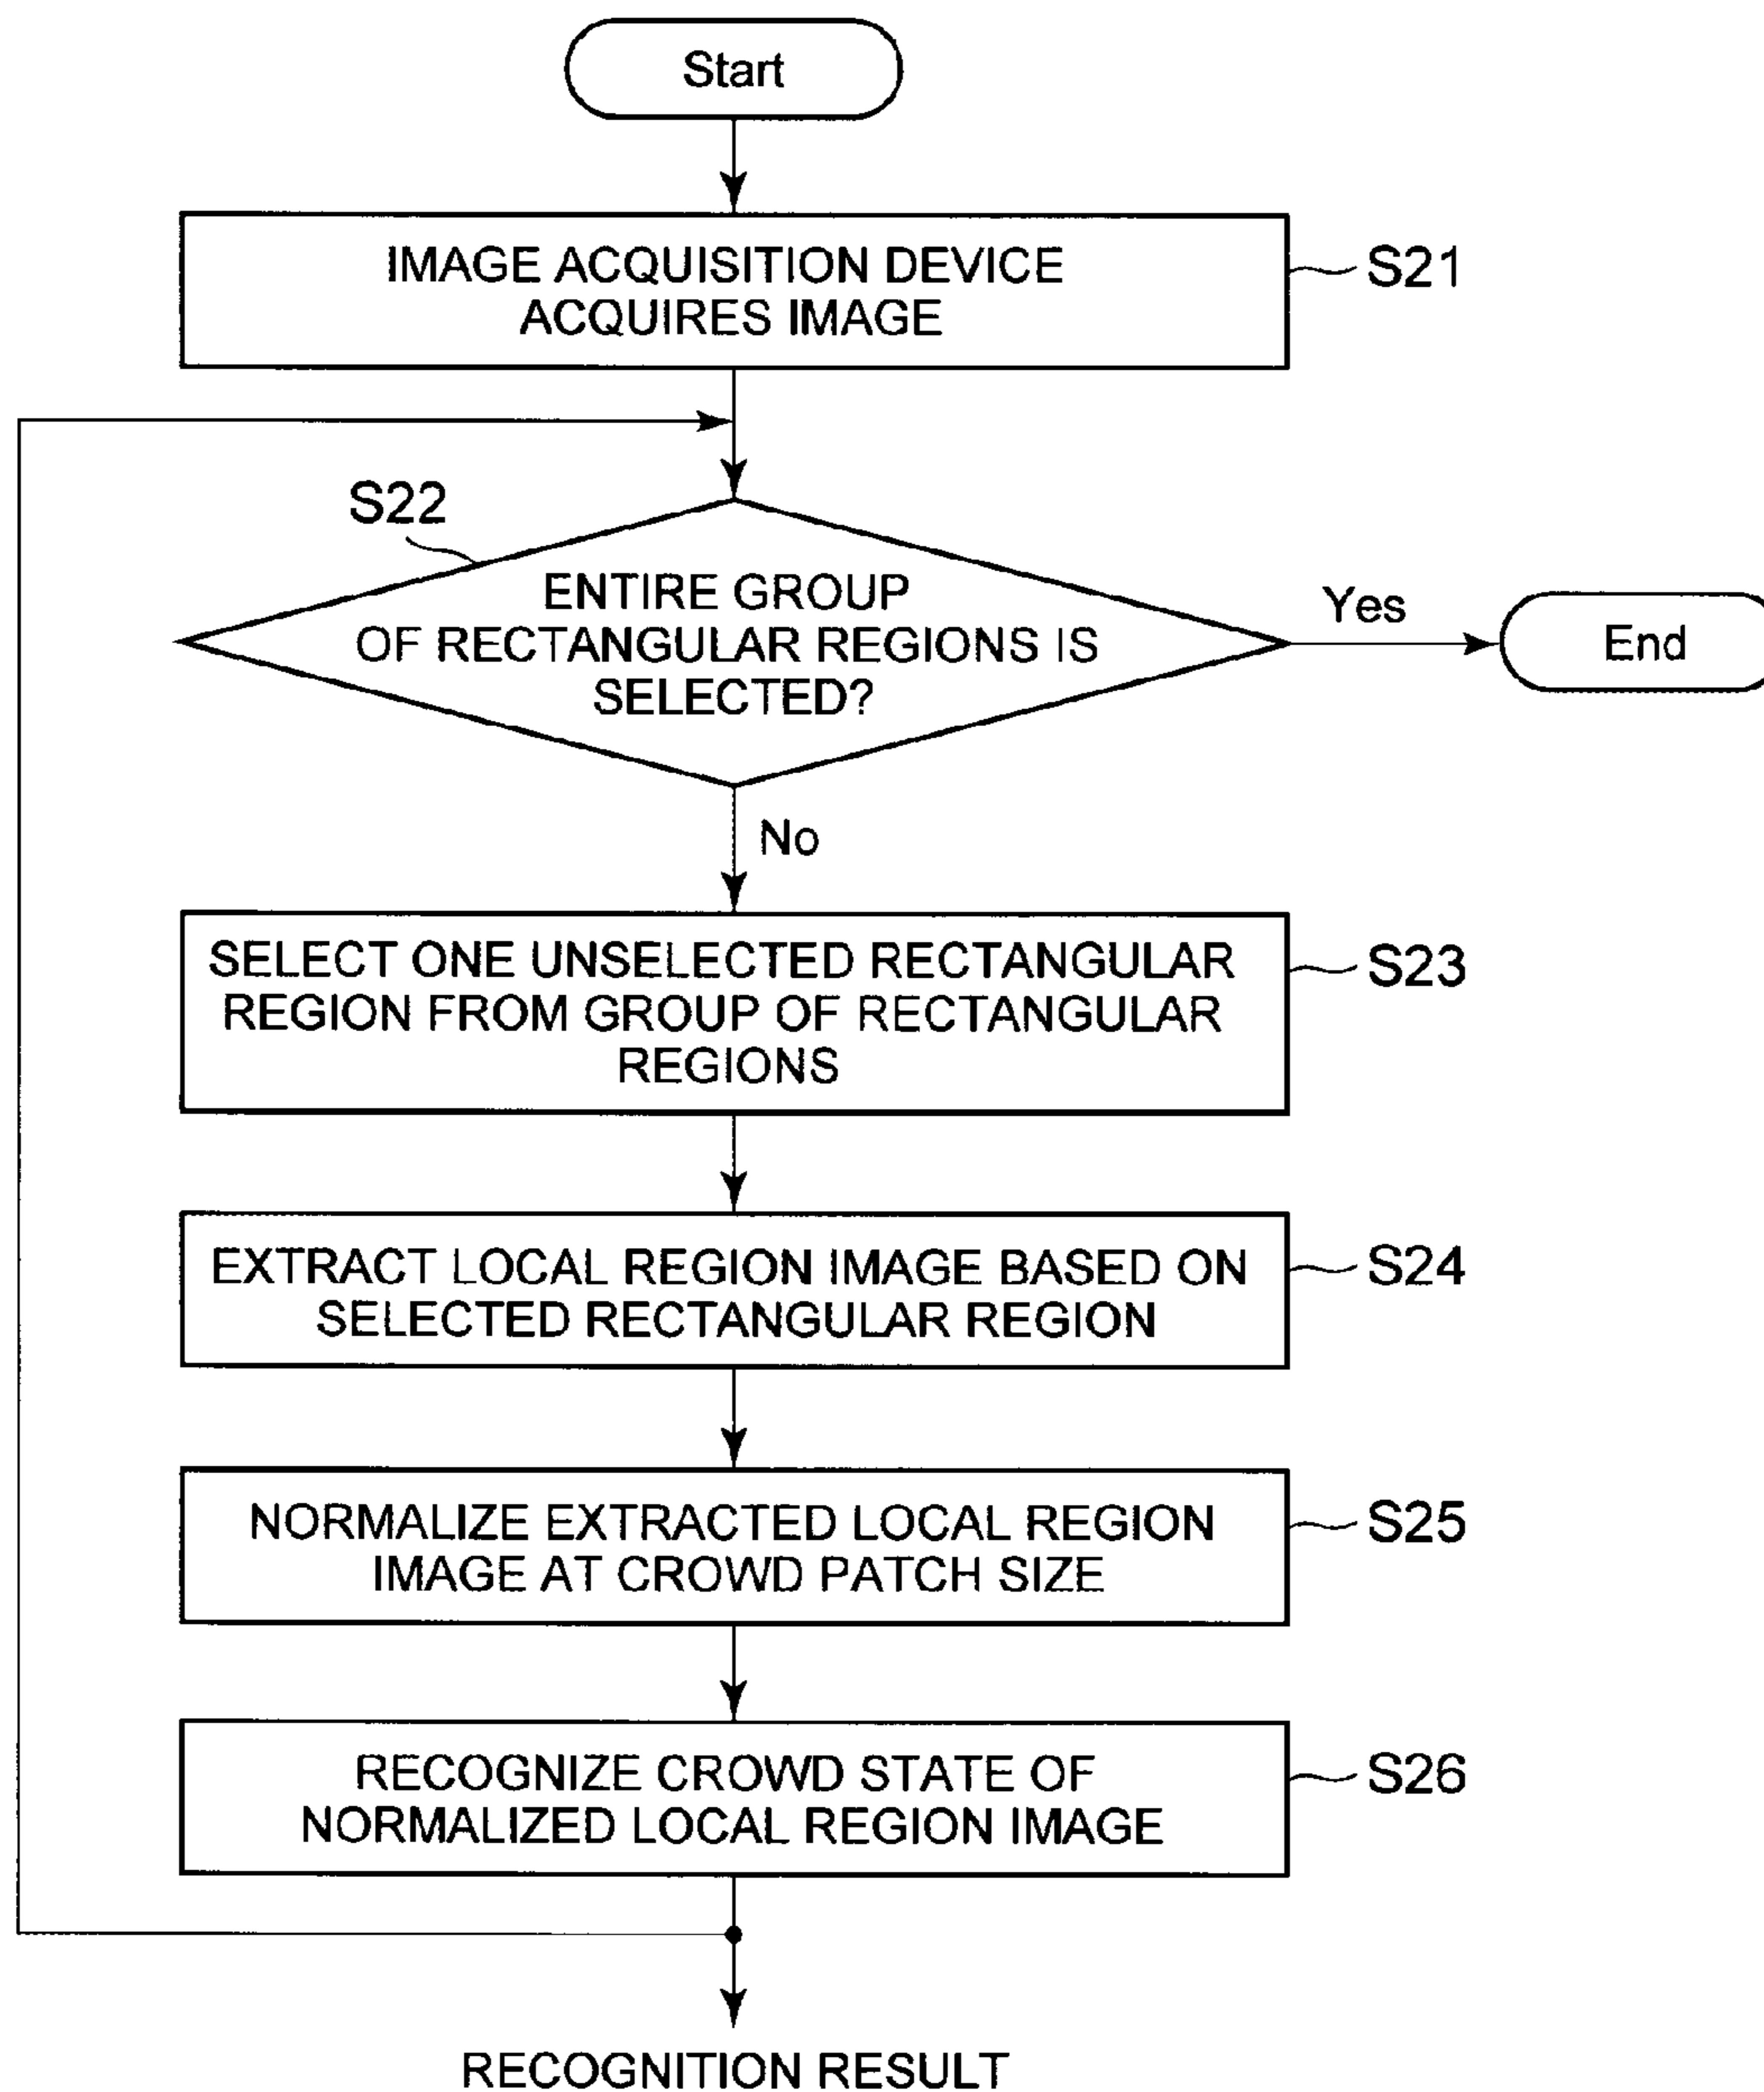 Start
IMAGE ACQUISITION DEVICE
ACQUIRES IMAGE
S21
S22
ENTIRE GROUP
OF RECTANGULAR REGIONS IS
SELECTED?
Yes
End
No
SELECT ONE UNSELECTED RECTANGULAR
REGION FROM GROUP OF RECTANGULAR
REGIONS
S23
EXTRACT LOCAL REGION IMAGE BASED ON
SELECTED RECTANGULAR REGION
S24
NORMALIZE EXTRACTED LOCAL REGION
IMAGE AT CROWD PATCH SIZE
S25
RECOGNIZE CROWD STATE OF
NORMALIZED LOCAL REGION IMAGE
S26
RECOGNITION RESULT